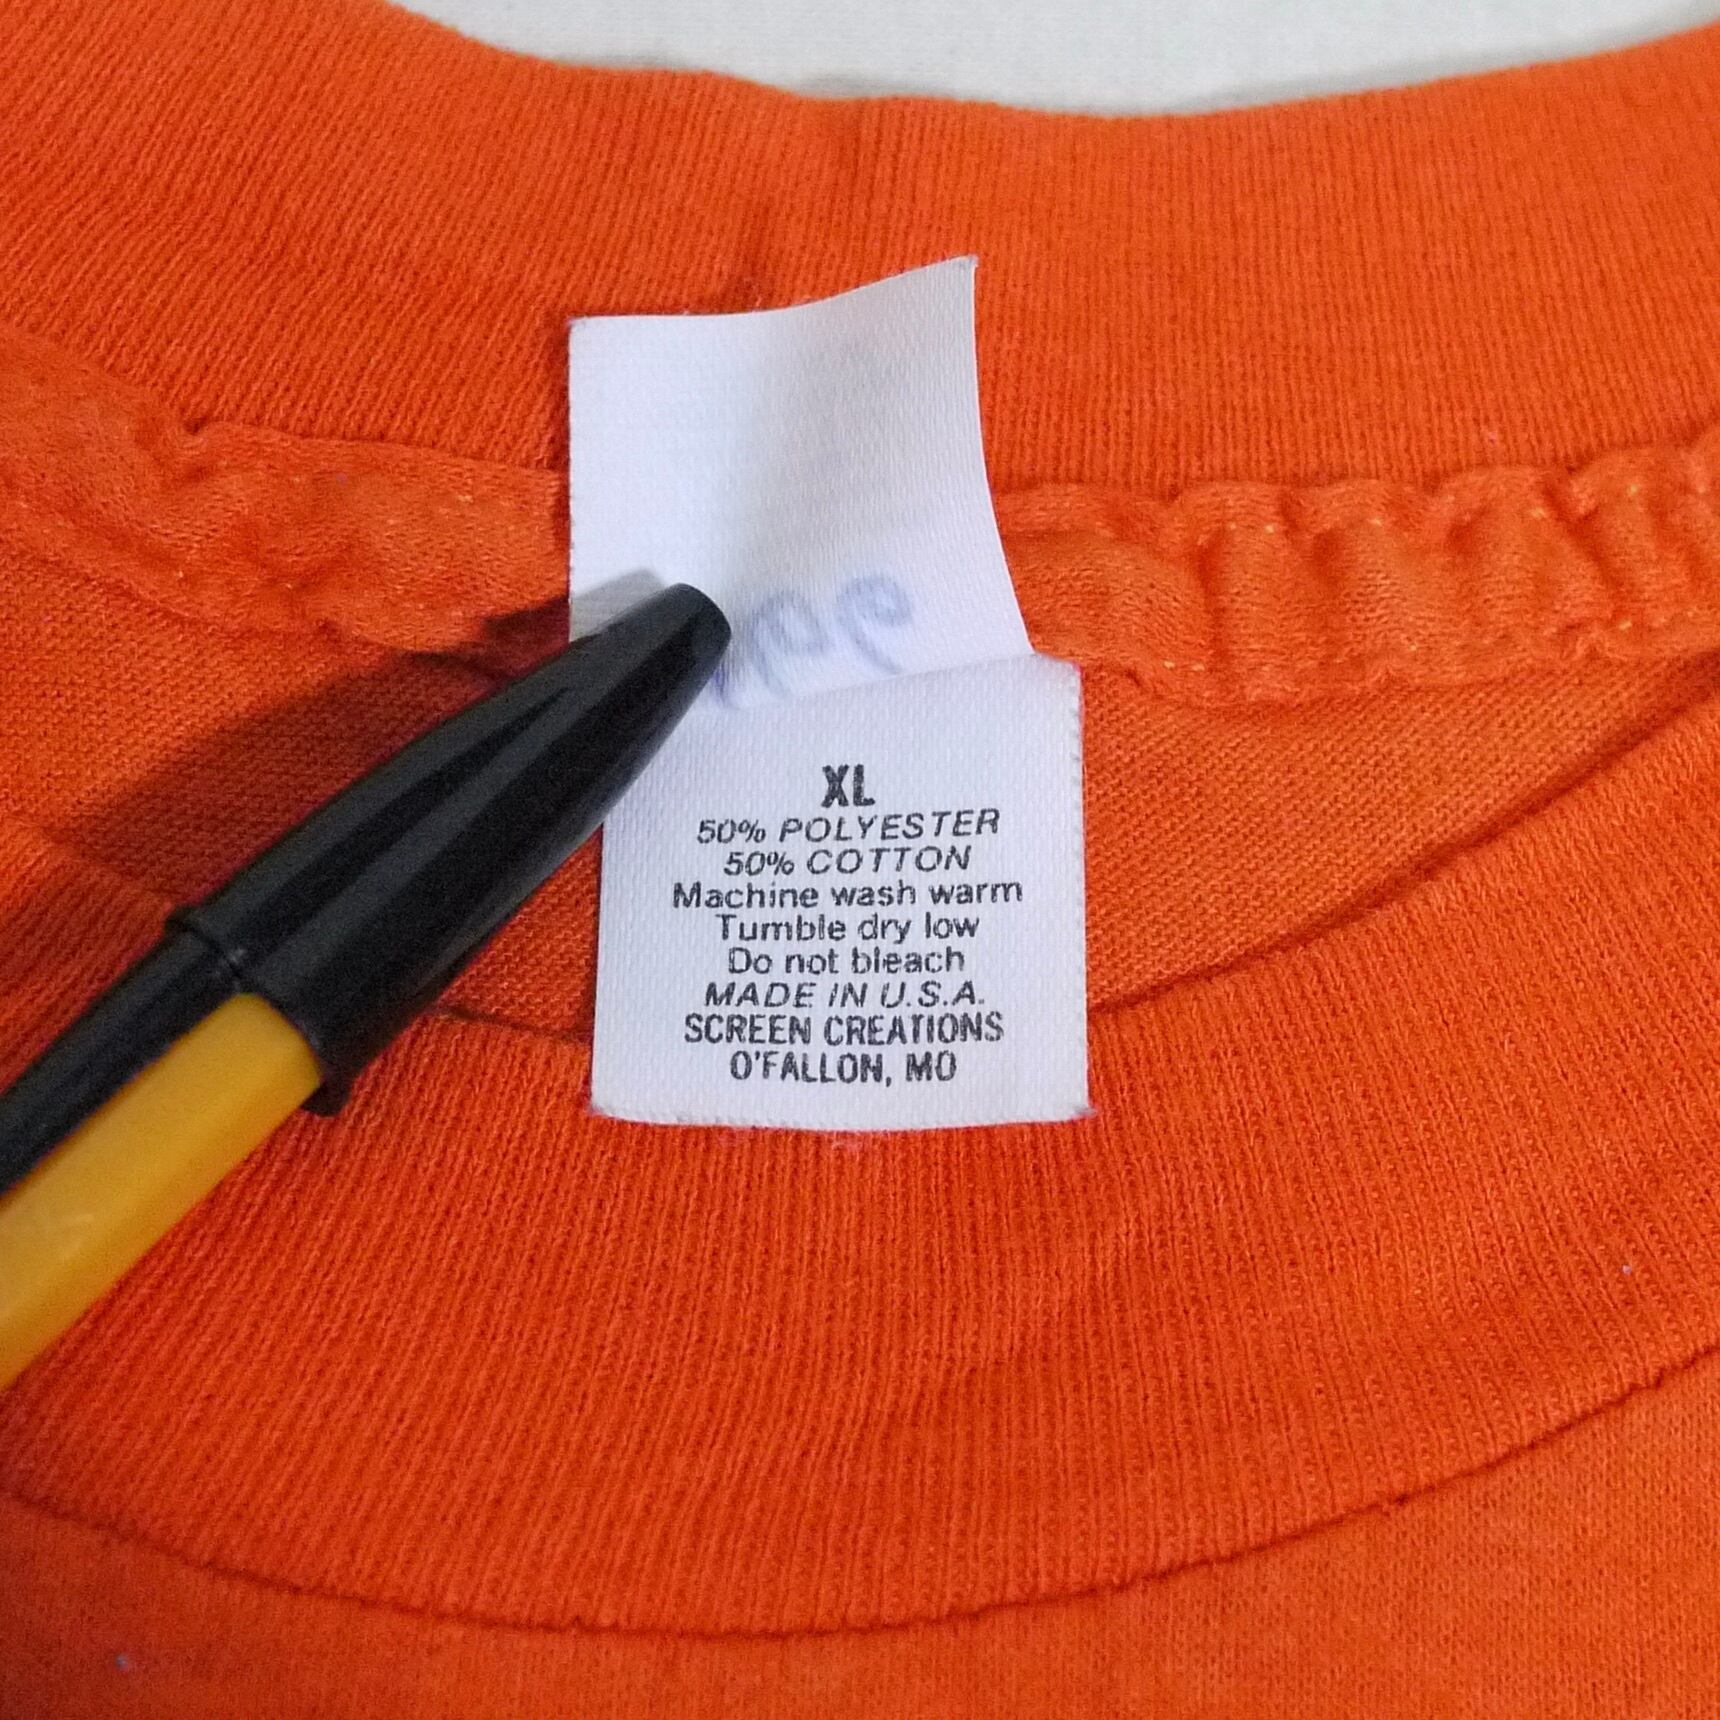 XL
50% POLYESTER
50% COTTON
Machine wash warm
Tumble dry low
Do not bleach
MADE IN U.S.A.
SCREEN CREATIONS
O'FALLON, MO